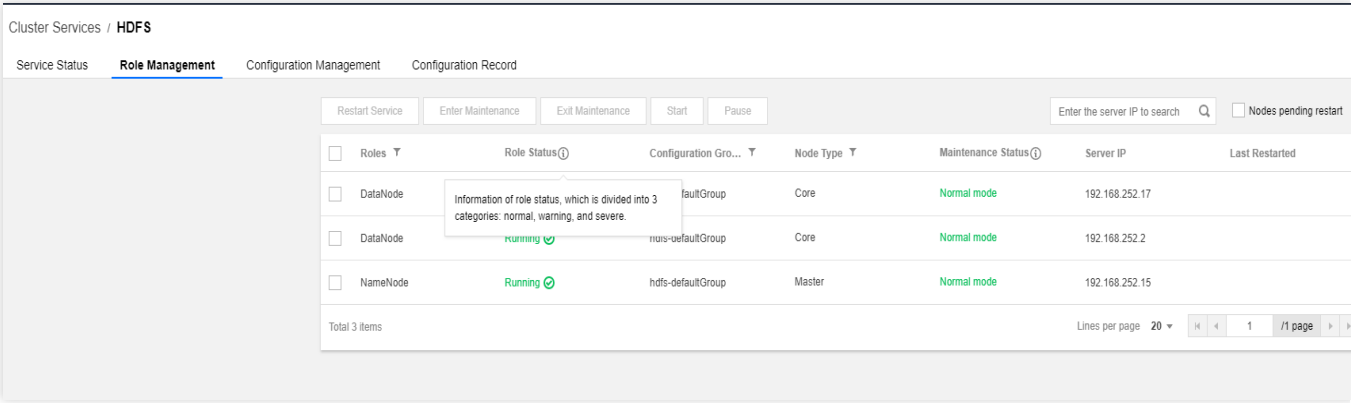 Cluster Services / HDFS
Service Status Role Management Configuration Management Configuration Record
Restart Service Enter Maintenance Exit Maintenance Start Pause Enter the server IP to search Nodes pending restart
Roles Role Status Configuration Gro... Node Type Maintenance Status Server IP Last Restarted
DataNode faultGroup Core Normal mode 192.168.252.17
Information of role status, which is divided into 3
categories: normal, warning, and severe.
DataNode Running hdfs-defaultGroup Core Normal mode 192.168.252.2
NameNode Running hdfs-defaultGroup Master Normal mode 192.168.252.15
Total 3 items Lines per page 20 1 /1 page